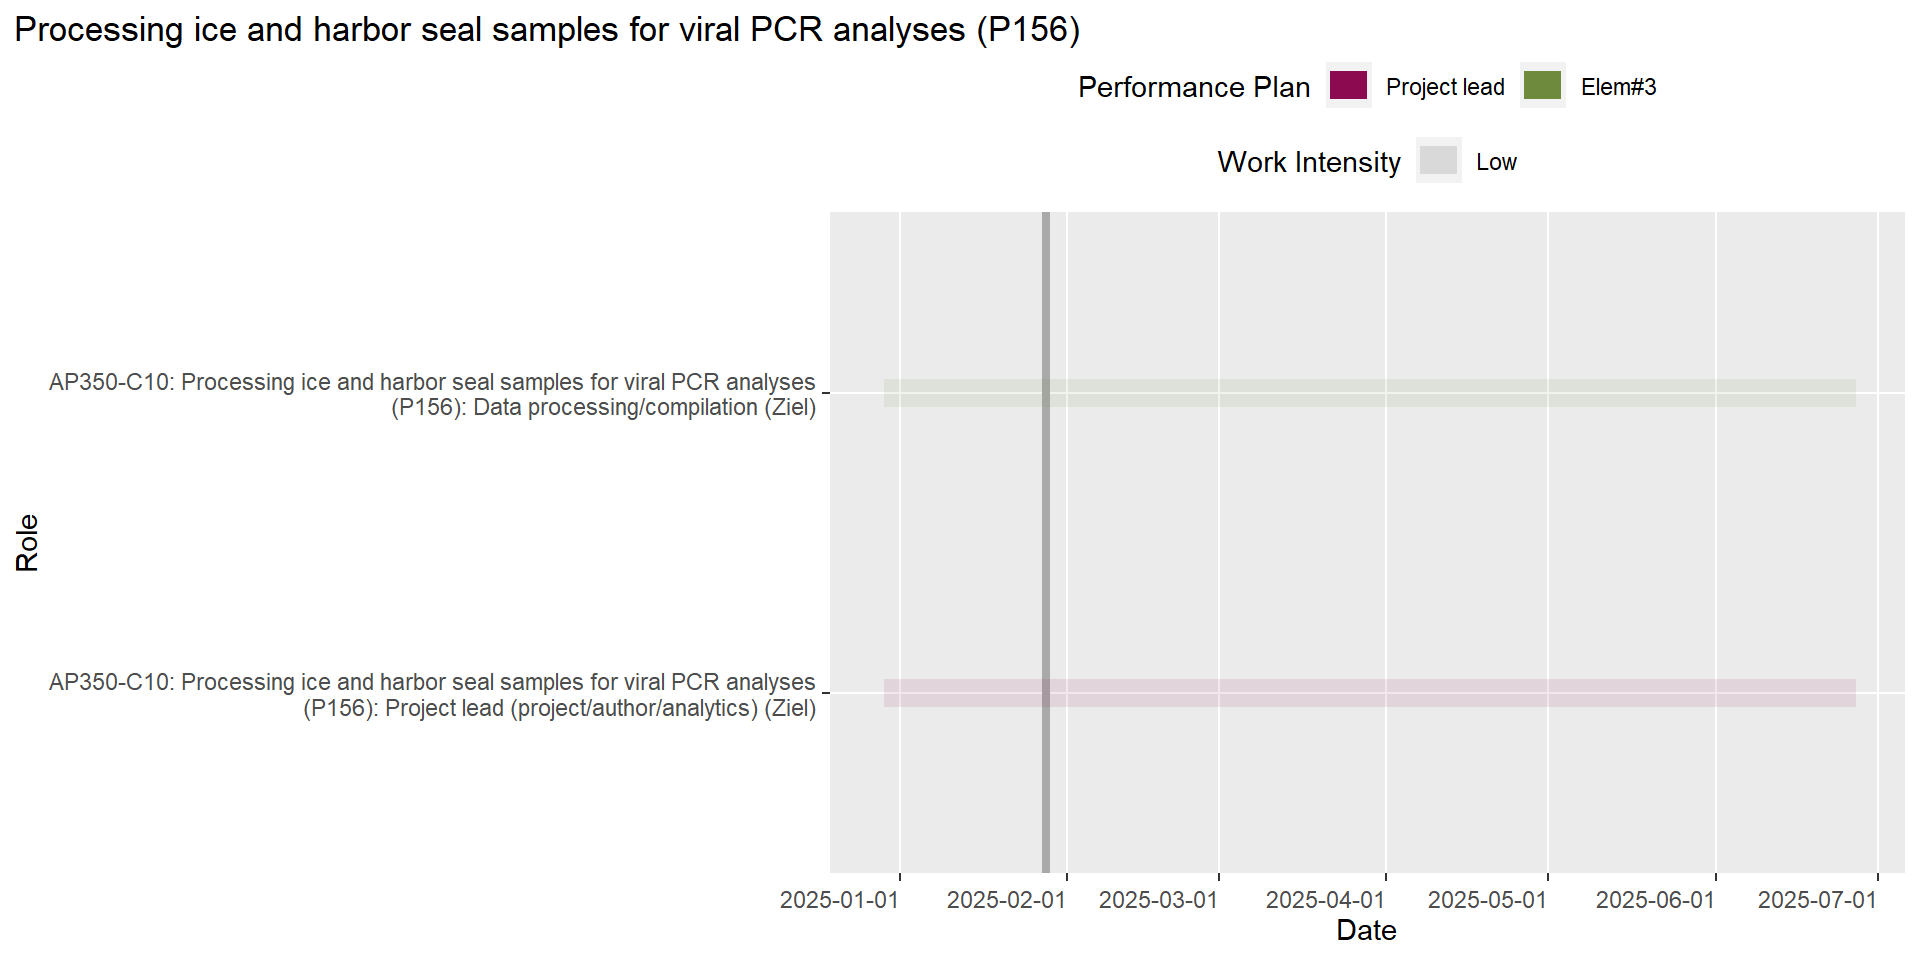 Processing ice and harbor seal samples for viral PCR analyses (P156)
Performance Plan Project lead Elem#3
Work Intensity Low
AP350-C10: Processing ice and harbor seal samples for viral PCR analyses
(P156): Data processing/compilation (Ziel)
Role
AP350-C10: Processing ice and harbor seal samples for viral PCR analyses
(P156): Project lead (project/author/analytics) (Ziel)
2025-01-01 2025-02-01 2025-03-01 2025-04-01 2025-05-01 2025-06-01 2025-07-01
Date